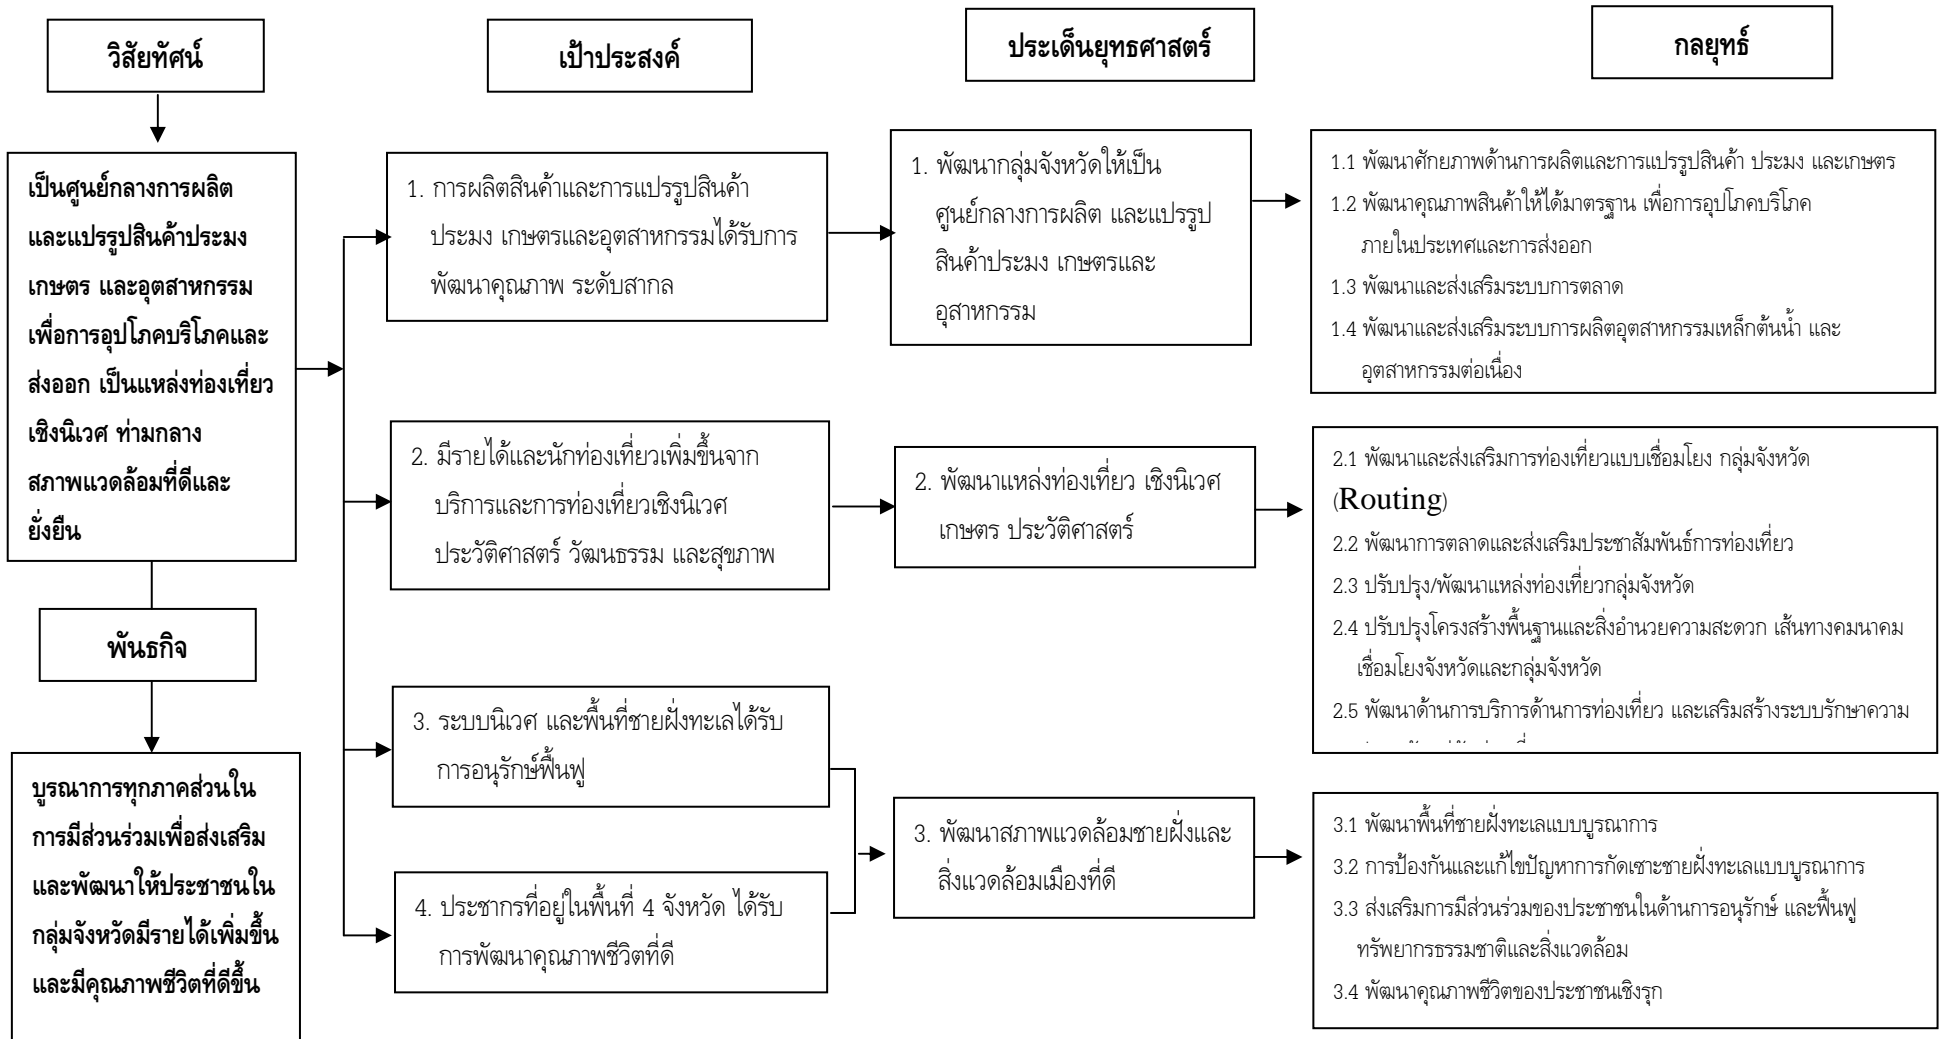 วิสัยทัศน์
เป็นศูนย์กลางการผลิต
และแปรรูปสินค้าประมง
เกษตร และอุตสาหกรรม
เพื่อการอุปโภคบริโภคและ
ส่งออก เป็นแหล่งท่องเที่ยว
เชิงนิเวศ ท่ามกลาง
สภาพแวดล้อมที่ดีและ
ยั่งยืน
พันธกิจ
บูรณาการทุกภาคส่วนใน
การมีส่วนร่วมเพื่อส่งเสริม
และพัฒนาให้ประชาชนใน
กลุ่มจังหวัดมีรายได้เพิ่มขึ้น
และมีคุณภาพชีวิตที่ดีขึ้น
เป้าประสงค์
1. การผลิตสินค้าและการแปรรูปสินค้า
ประมง เกษตรและอุตสาหกรรมได้รับการ
พัฒนาคุณภาพ ระดับสากล
2. มีรายได้และนักท่องเที่ยวเพิ่มขึ้นจาก
บริการและการท่องเที่ยวเชิงนิเวศ
ประวัติศาสตร์ วัฒนธรรม และสุขภาพ
3. ระบบนิเวศ และพื้นที่ชายฝั่งทะเลได้รับ
การอนุรักษ์ฟื้นฟู
4. ประชากรที่อยู่ในพื้นที่ 4 จังหวัด ได้รับ
การพัฒนาคุณภาพชีวิตที่ดี
ประเด็นยุทธศาสตร์
1. พัฒนากลุ่มจังหวัดให้เป็น
ศูนย์กลางการผลิต และแปรรูป
สินค้าประมง เกษตรและ
อุสาหกรรม
2. พัฒนาแหล่งท่องเที่ยว เชิงนิเวศ
เกษตร ประวัติศาสตร์
3. พัฒนาสภาพแวดล้อมชายฝั่งและ
สิ่งแวดล้อมเมืองที่ดี
กลยุทธ์
1.1 พัฒนาศักยภาพด้านการผลิตและการแปรรูปสินค้า ประมง และเกษตร
1.2 พัฒนาคุณภาพสินค้าให้ได้มาตรฐาน เพื่อการอุปโภคบริโภค
ภายในประเทศและการส่งออก
1.3 พัฒนาและส่งเสริมระบบการตลาด
1.4 พัฒนาและส่งเสริมระบบการผลิตอุตสาหกรรมเหล็กต้นน้ำ และ
อุตสาหกรรมต่อเนื่อง
2.1 พัฒนาและส่งเสริมการท่องเที่ยวแบบเชื่อมโยง กลุ่มจังหวัด
(Routing)
2.2 พัฒนาการตลาดและส่งเสริมประชาสัมพันธ์การท่องเที่ยว
2.3 ปรับปรุง/พัฒนาแหล่งท่องเที่ยวกลุ่มจังหวัด
2.4 ปรับปรุงโครงสร้างพื้นฐานและสิ่งอำนวยความสะดวก เส้นทางคมนาคม
เชื่อมโยงจังหวัดและกลุ่มจังหวัด
2.5 พัฒนาด้านการบริการด้านการท่องเที่ยว และเสริมสร้างระบบรักษาความ
3.1 พัฒนาพื้นที่ชายฝั่งทะเลแบบบูรณาการ
3.2 การป้องกันและแก้ไขปัญหาการกัดเซาะชายฝั่งทะเลแบบบูรณาการ
3.3 ส่งเสริมการมีส่วนร่วมของประชาชนในด้านการอนุรักษ์ และฟื้นฟู
ทรัพยากรธรรมชาติและสิ่งแวดล้อม
3.4 พัฒนาคุณภาพชีวิตของประชาชนเชิงรุก